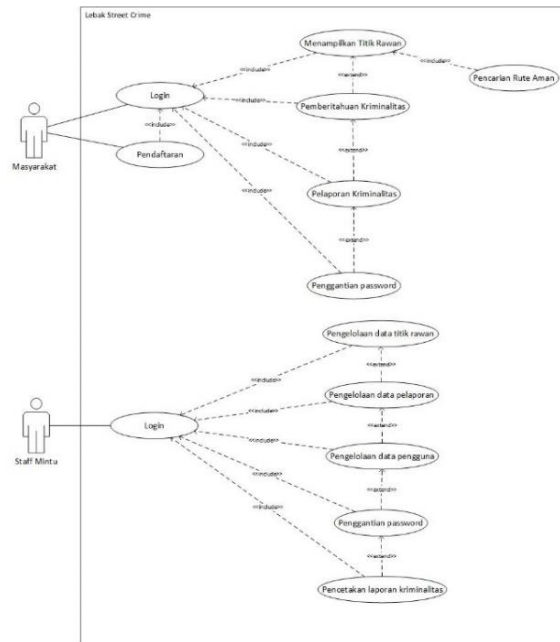 Lebak Street Crime
Menampilkan Titik Rawan
<<include>>
<<include>>
Pencarian Rute Aman
<<extend>>
Login
<<include>>
Pemberitahuan Kriminalitas
<<include>>
Masyarakat
Pendaftaran
<<include>>
<<extend>>
Pelaporan Kriminalitas
<<include>>
<<extend>>
Penggantian password
Pengelolaan data titik rawan
<<include>>
<<extend>>
Pengelolaan data pelaporan
<<include>>
Staff Mintu
Login
<<extend>>
<<include>>
Pengelolaan data pengguna
<<include>>
<<extend>>
Penggantian password
<<include>>
<<extend>>
Pencetakan laporan kriminalitas